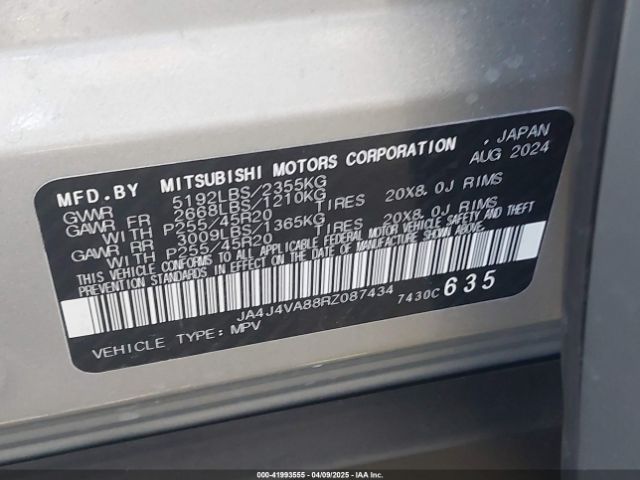 MFD.BY MITSUBISHI MOTORS CORPORATION , JAPAN
AUG 2024
GVWR 5192LBS/2355KG
GAWR FR 2668LBS/1210KG
WITH P255/45R20 TIRES 20X8.0J RIMS
GAWR RR 3009LBS/1365KG
WITH P255/45R20 TIRES 20X8.0J RIMS
THIS VEHICLE CONFORMS TO ALL APPLICABLE FEDERAL MOTOR VEHICLE SAFETY AND THEFT
PREVENTION STANDARDS IN EFFECT ON THE DATE OF MANUFACTURE SHOWN ABOVE.
JA4J4VA88RZ087434 7430C 635
VEHICLE TYPE: MPV
000-41993555 - 04/09/2025 - IAA Inc.